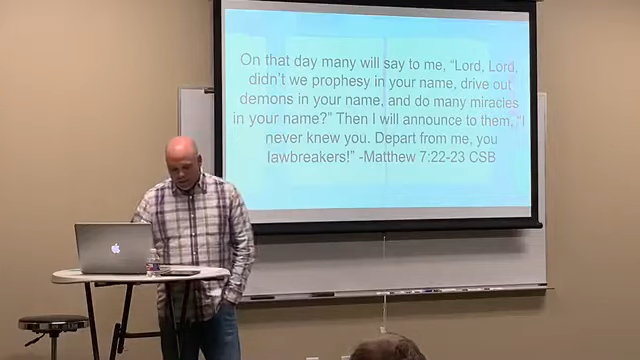 On that day many will say to me, “Lord, Lord,
didn’t we prophesy in your name, drive out
demons in your name, and do many miracles
in your name?” Then I will announce to them, “I
never knew you. Depart from me, you
lawbreakers!” -Matthew 7:22-23 CSB